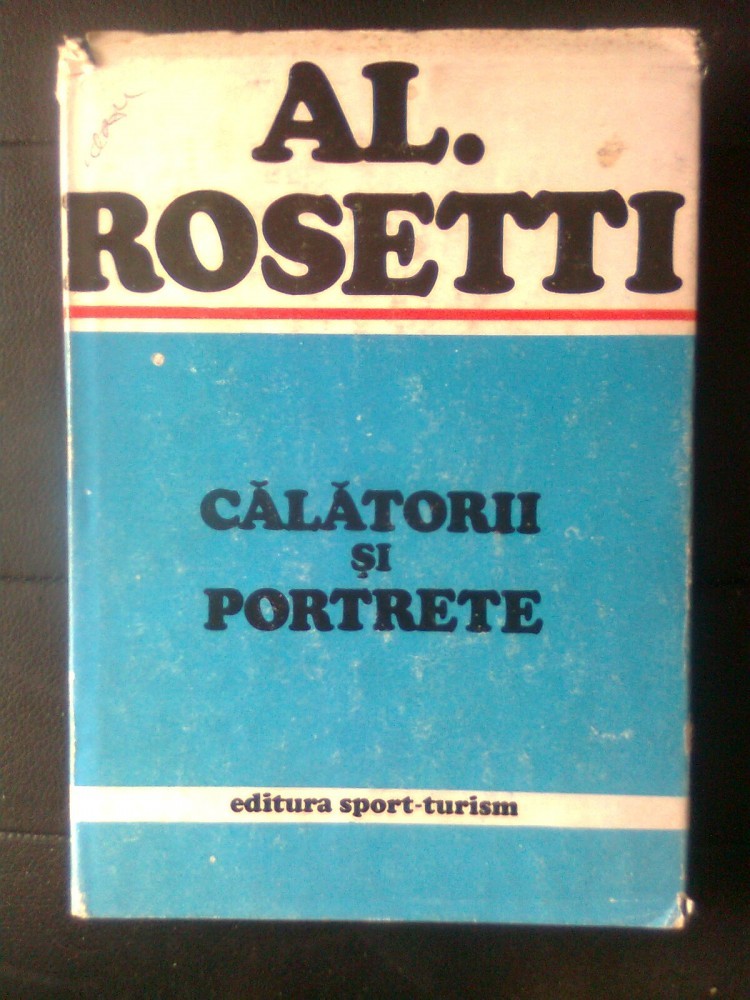 AL.
ROSETTI
CĂLĂTORII
ȘI
PORTRETE
editura sport-turism